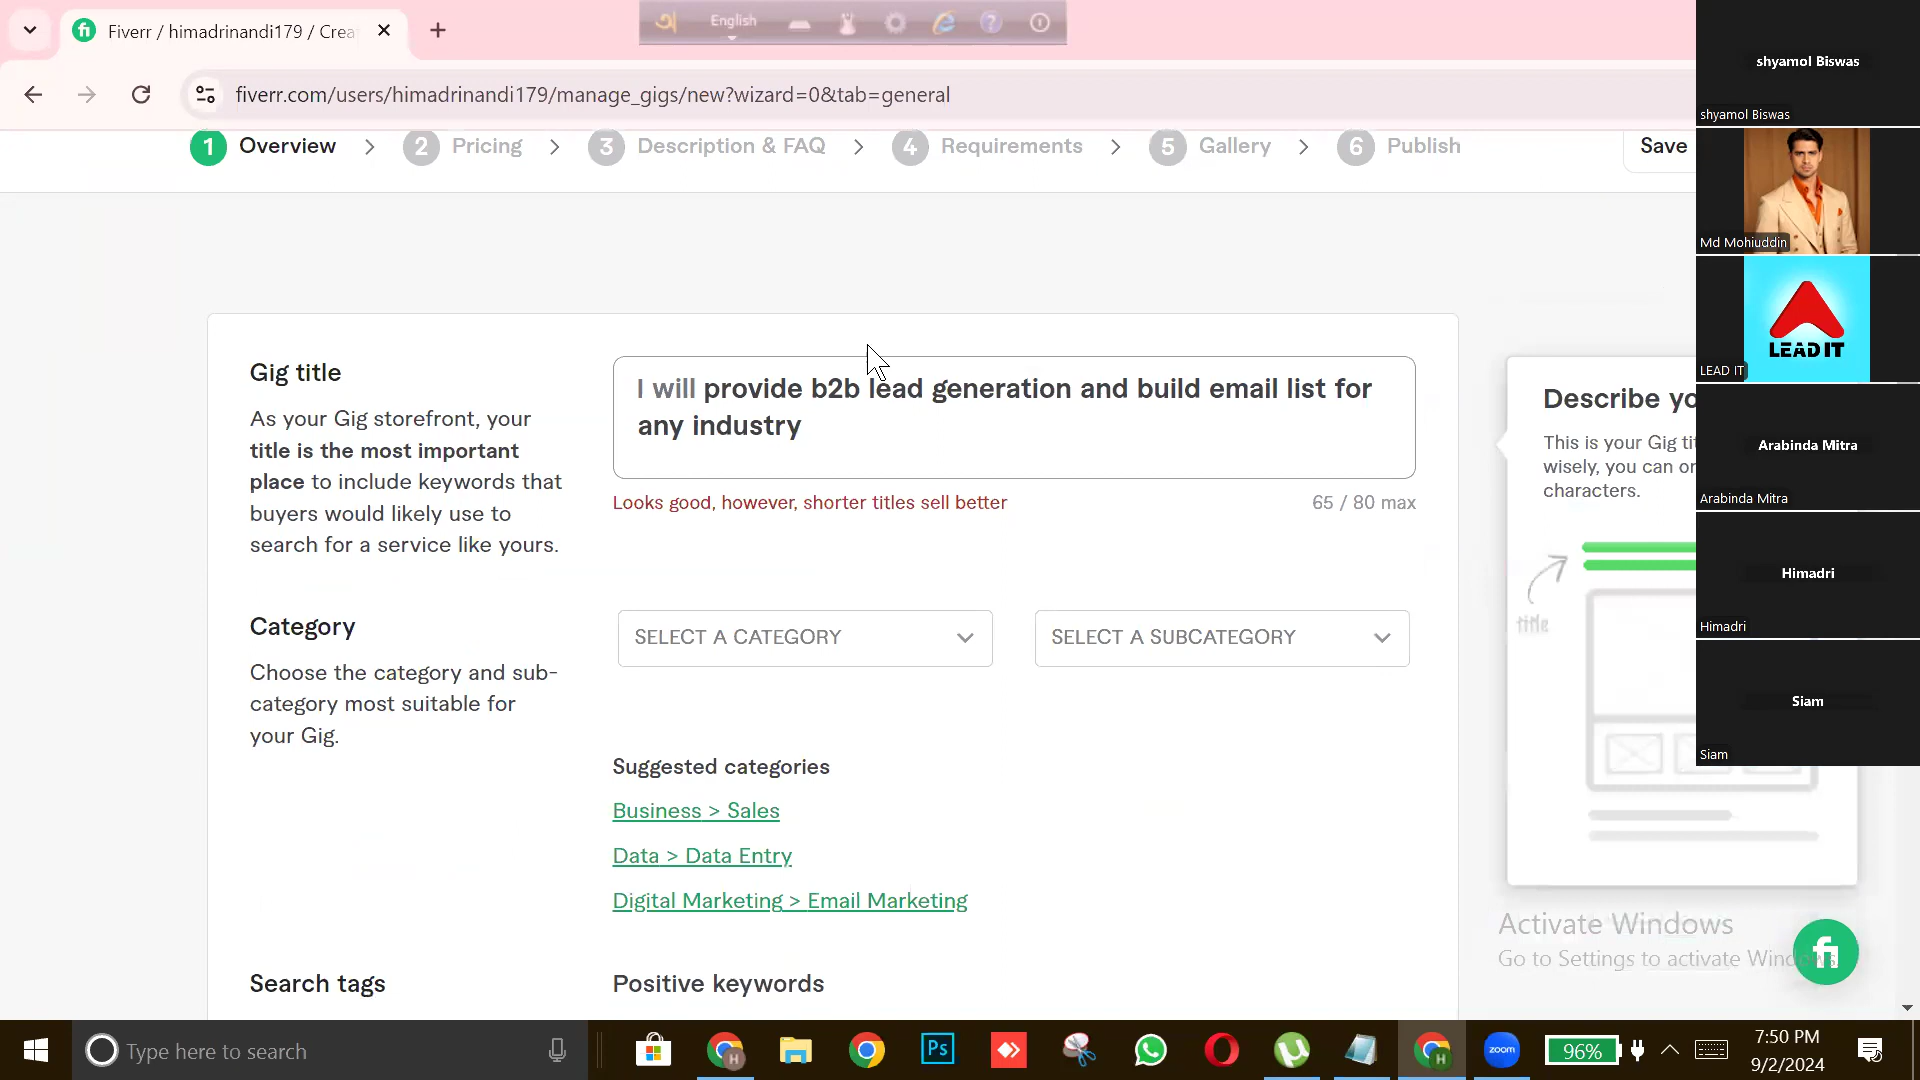 Fiverr / himadrinandi179 / Crea
English
fiverr.com/users/himadrinandi179/manage_gigs/new?wizard=0&tab=general
1 Overview
2 Pricing
3 Description & FAQ
4 Requirements
5 Gallery
6 Publish
Save
Gig title
As your Gig storefront, your
title is the most important
place to include keywords that
buyers would likely use to
search for a service like yours.
I will provide b2b lead generation and build email list for
any industry
Looks good, however, shorter titles sell better
65 / 80 max
Category
Choose the category and sub-
category most suitable for
your Gig.
SELECT A CATEGORY
SELECT A SUBCATEGORY
Suggested categories
Business > Sales
Data > Data Entry
Digital Marketing > Email Marketing
Search tags
Positive keywords
Describe yo
This is your Gig tit
wisely, you can or
characters.
title
Activate Windows
Go to Settings to activate Windows.
shyamol Biswas
shyamol Biswas
Md Mohiuddin
LEAD IT
LEAD IT
Arabinda Mitra
Arabinda Mitra
Himadri
Himadri
Siam
Siam
Type here to search
H
Ps
H
zoom
96%
7:50 PM
9/2/2024